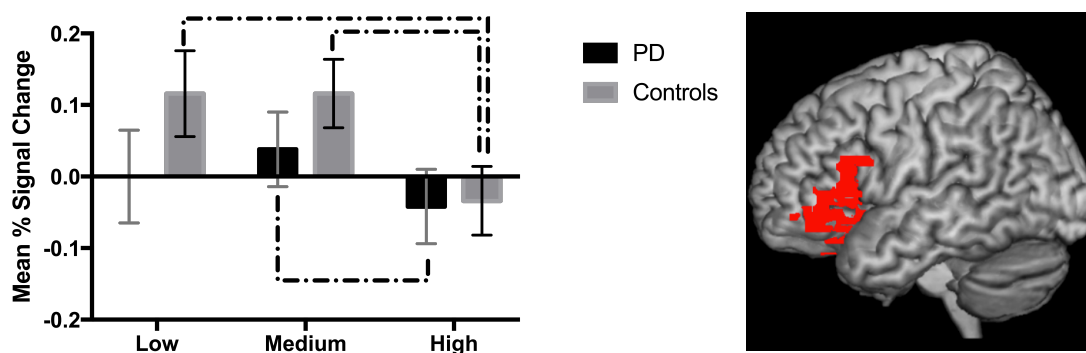 Mean % Signal Change
0.2
0.1
0.0
-0.1
-0.2
Low Medium High
PD
Controls